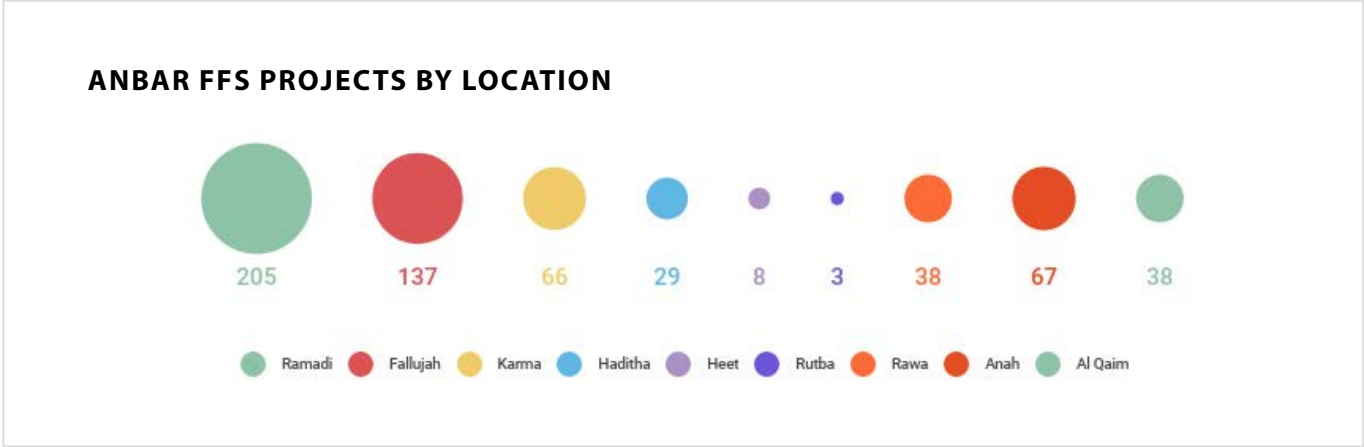 ANBAR FFS PROJECTS BY LOCATION
205 137 66 29 8 3 38 67 38
Ramadi Fallujah Karma Haditha Heet Rutba Rawa Anah Al Qaim